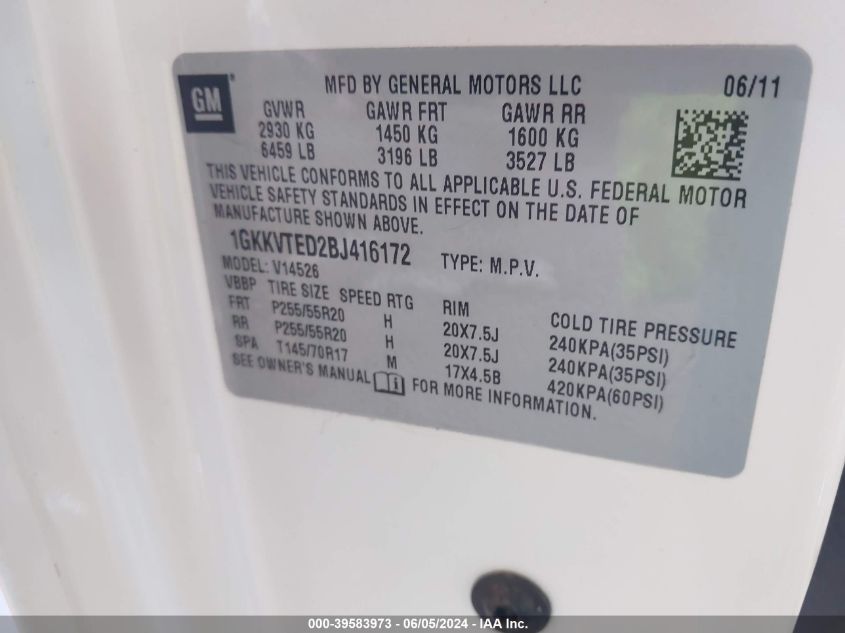 GM®
MFD BY GENERAL MOTORS LLC 06/11
GVWR GAWR FRT GAWR RR
2930 KG 1450 KG 1600 KG
6459 LB 3196 LB 3527 LB
THIS VEHICLE CONFORMS TO ALL APPLICABLE U.S. FEDERAL MOTOR
VEHICLE SAFETY STANDARDS IN EFFECT ON THE DATE OF
MANUFACTURE SHOWN ABOVE.
1GKKVTED2BJ416172 TYPE: M.P.V.
MODEL: V14526
VBBP TIRE SIZE SPEED RTG RIM COLD TIRE PRESSURE
FRT P255/55R20 H 20X7.5J 240KPA(35PSI)
RR P255/55R20 H 20X7.5J 240KPA(35PSI)
SPA T145/70R17 M 17X4.5B 420KPA(60PSI)
SEE OWNER'S MANUAL FOR MORE INFORMATION.
000-39583973 - 06/05/2024 - IAA Inc.